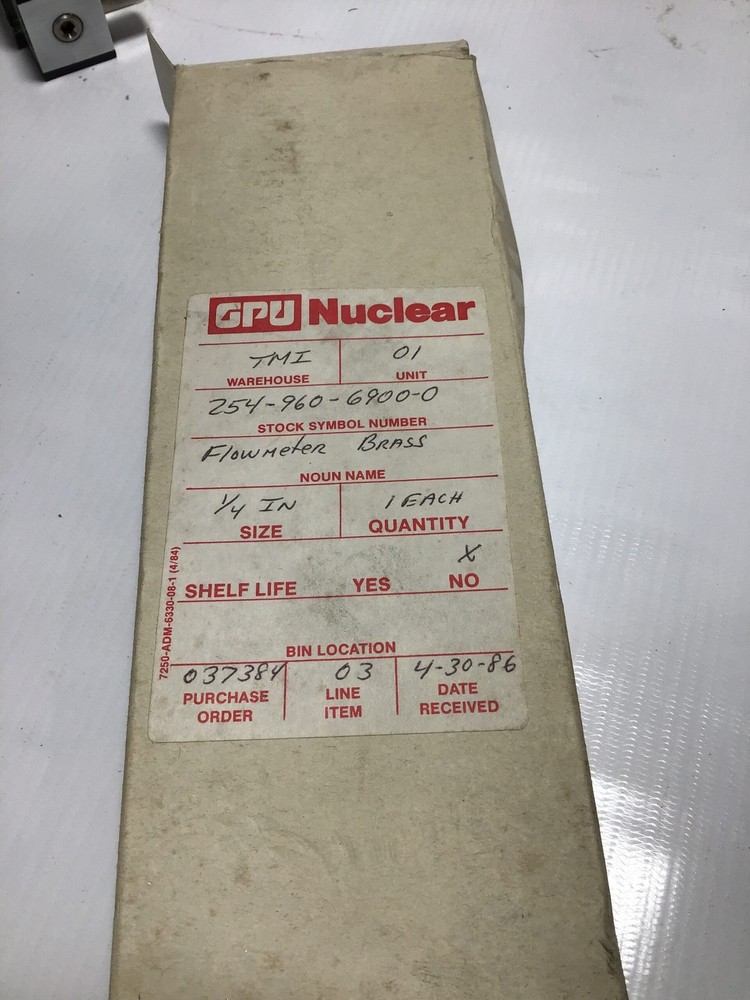 GPU Nuclear
TMI 01
WAREHOUSE UNIT
254-960-6900-0
STOCK SYMBOL NUMBER
Flowmeter Brass
NOUN NAME
1/4 IN 1 EACH
SIZE QUANTITY
X
SHELF LIFE YES NO
BIN LOCATION
037384 03 4-30-86
PURCHASE ORDER LINE ITEM DATE RECEIVED
7250-ADM-6330-08-1 (4/84)